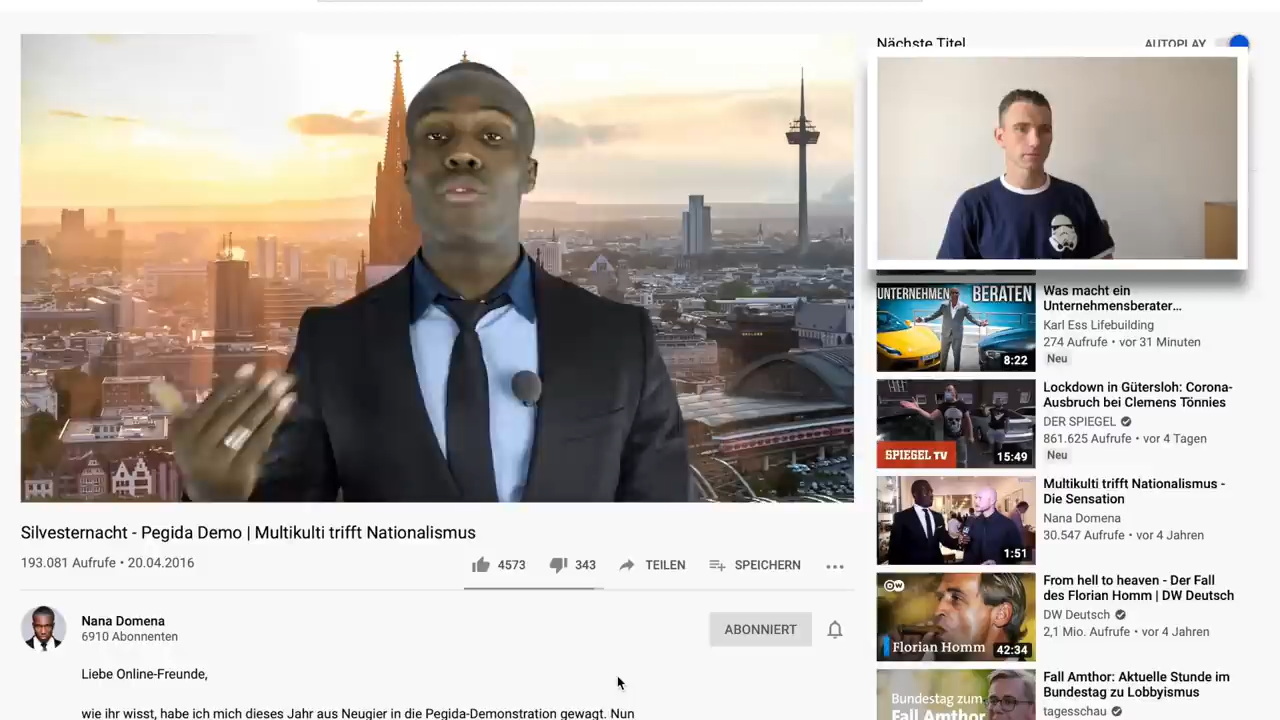 Nächste Titel
AUTOPLAY
Silvesternacht - Pegida Demo | Multikulti trifft Nationalismus
193.081 Aufrufe • 20.04.2016
4573
343
TEILEN
SPEICHERN
Nana Domena
6910 Abonnenten
ABONNIERT
Liebe Online-Freunde,
wie ihr wisst, habe ich mich dieses Jahr aus Neugier in die Pegida-Demonstration gewagt. Nun
UNTERNEHMEN BERATEN
8:22
Was macht ein
Unternehmensberater…
Karl Ess Lifebuilding
274 Aufrufe • vor 31 Minuten
Neu
SPIEGEL TV
15:49
Lockdown in Gütersloh: Corona-
Ausbruch bei Clemens Tönnies
DER SPIEGEL
861.625 Aufrufe • vor 4 Tagen
Neu
1:51
Multikulti trifft Nationalismus -
Die Sensation
Nana Domena
30.547 Aufrufe • vor 4 Jahren
DW
Florian Homm
42:34
From hell to heaven - Der Fall
des Florian Homm | DW Deutsch
DW Deutsch
2,1 Mio. Aufrufe • vor 4 Jahren
Bundestag zum
Fall Amthor
Fall Amthor: Aktuelle Stunde im
Bundestag zu Lobbyismus
tagesschau